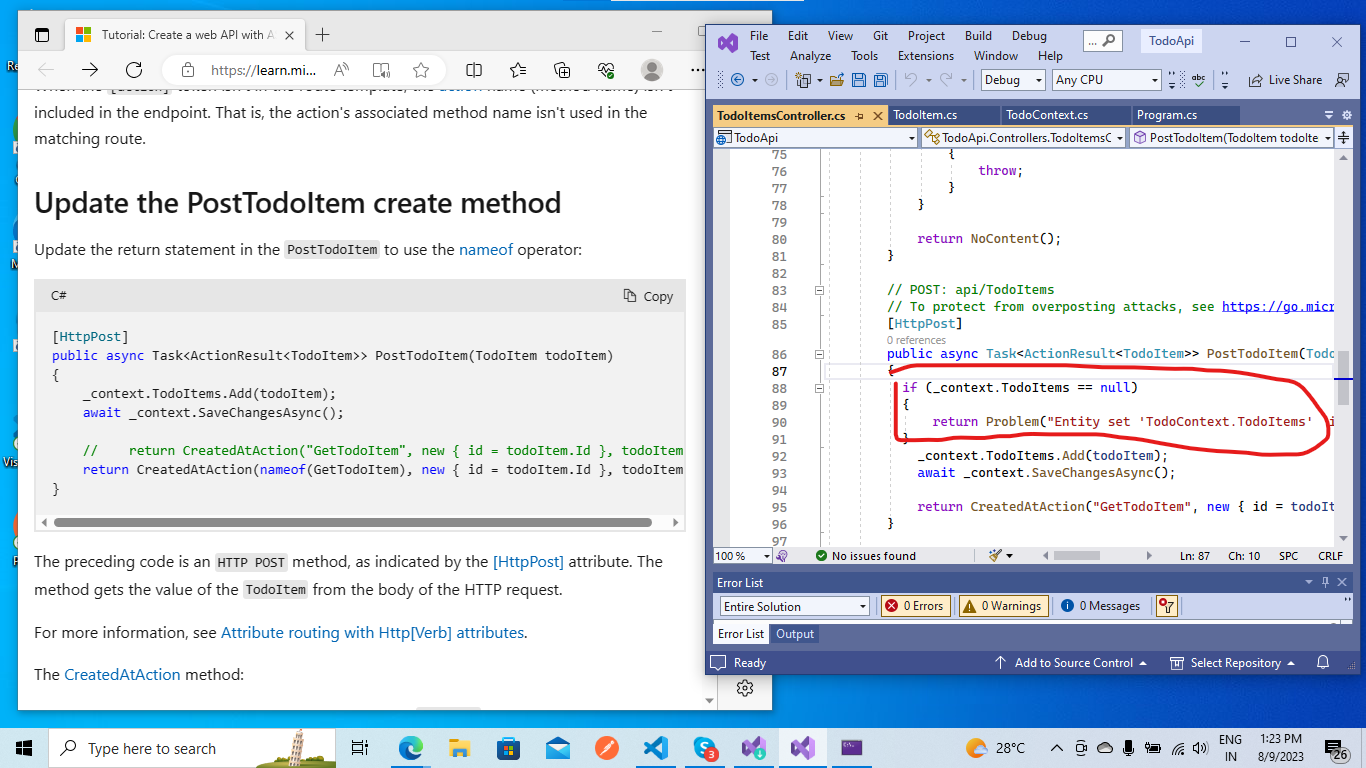 Tutorial: Create a web API with A
https://learn.mi...
included in the endpoint. That is, the action's associated method name isn't used in the
matching route.
Update the PostTodoItem create method
Update the return statement in the PostTodoItem to use the nameof operator:
C#
Copy
[HttpPost]
public async Task<ActionResult<TodoItem>> PostTodoItem(TodoItem todoItem)
{
_context.TodoItems.Add(todoItem);
await _context.SaveChangesAsync();
//    return CreatedAtAction("GetTodoItem", new { id = todoItem.Id }, todoItem
return CreatedAtAction(nameof(GetTodoItem), new { id = todoItem.Id }, todoItem
}
The preceding code is an HTTP POST method, as indicated by the [HttpPost] attribute. The
method gets the value of the TodoItem from the body of the HTTP request.
For more information, see Attribute routing with Http[Verb] attributes.
The CreatedAtAction method:
File Edit View Git Project Build Debug
Test Analyze Tools Extensions Window Help
...
TodoApi
Debug
Any CPU
abc
Live Share
TodoItemsController.cs
TodoItem.cs
TodoContext.cs
Program.cs
TodoApi
TodoApi.Controllers.TodoItemsC
PostTodoItem(TodoItem todoIte
75 {
76 throw;
77 }
78 }
79
80 return NoContent();
81 }
82
83 // POST: api/TodoItems
84 // To protect from overposting attacks, see https://go.micr
85 [HttpPost]
0 references
86 public async Task<ActionResult<TodoItem>> PostTodoItem(Todo
87 {
88 if (_context.TodoItems == null)
89 {
90 return Problem("Entity set 'TodoContext.TodoItems' i
91 }
92 _context.TodoItems.Add(todoItem);
93 await _context.SaveChangesAsync();
94
95 return CreatedAtAction("GetTodoItem", new { id = todoIt
96 }
97
100 %
No issues found
Ln: 87 Ch: 10 SPC CRLF
Error List
Entire Solution
0 Errors
0 Warnings
0 Messages
Error List Output
Ready
Add to Source Control
Select Repository
Type here to search
3
28°C
ENG
IN
1:23 PM
8/9/2023
26